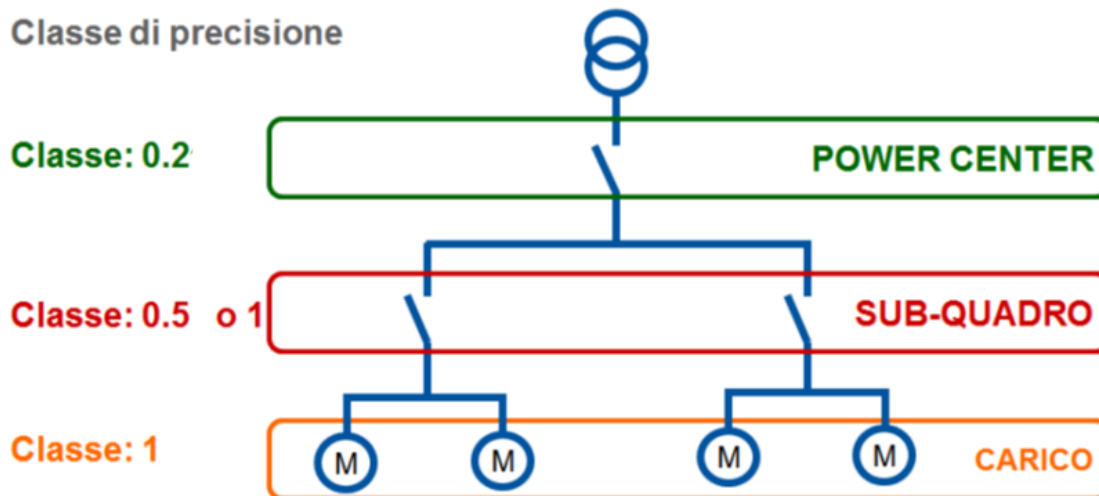 Classe di precisione
Classe: 0.2 POWER CENTER
Classe: 0.5 o 1 SUB-QUADRO
Classe: 1 CARICO
M M M M